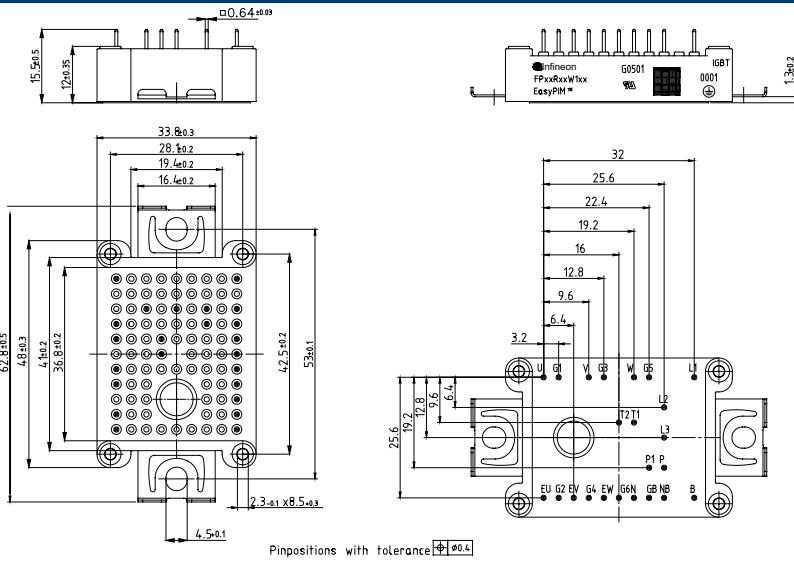 □0.64±0.03
15.5±0.5
12±0.35
infineon
FPxxRxxW1xx
EasyPIM™
G0501
IGBT
0001
1.3±0.2
33.8±0.3
28.1±0.2
19.4±0.2
16.4±0.2
62.8±0.5
48±0.3
41±0.2
36.8±0.2
42.5±0.2
53±0.1
2.3-0.1 x8.5+0.3
4.5+0.1
32
25.6
22.4
19.2
16
12.8
9.6
6.4
3.2
U G1 V G3 W G5 L1
25.6
19.2
12.8
9.6
6.4
L2
T2 T1
L3
P1 P
EU G2 EV G4 EW G6 N GB NB B
Pinpositions with tolerance ⌖ ø0.4